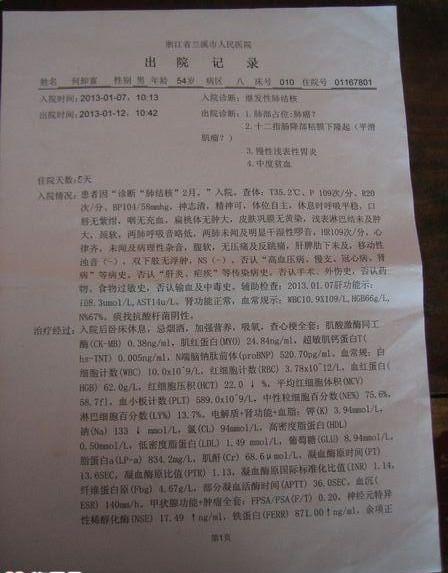 浙江省兰溪市人民医院
出 院 记 录
姓名 何卸富 性别 男 年龄 54岁 病区 八 床号 010 住院号 01167801
入院时间:2013-01-07, 10:13 入院诊断: 继发性肺结核
出院时间:2013-01-12, 10:42 出院诊断: 1.肺部占位:肺癌?
2.十二指肠降部粘膜下隆起(平滑
肌瘤?)
3.慢性浅表性胃炎
4.中度贫血
住院天数:5天
入院情况: 患者因“诊断“肺结核”2月。”入院。查体: T35.2℃, P 109次/分, R20
次/分, BP104/58mmhg, 神志清, 精神可, 体位自主, 休息时呼吸平稳, 口
唇无紫绀, 咽无充血, 扁桃体无肿大, 皮肤巩膜无黄染, 浅表淋巴结未及肿
大, 颈软, 两肺呼吸音略低, 两肺未闻及明显干湿性啰音, HR109次/分, 心
律齐, 未闻及病理性杂音, 腹软, 无压痛及反跳痛, 肝脾肋下未及, 移动性
浊音(-), 双下肢无浮肿, NS(-)。否认“高血压病、慢支、冠心病、肾
病”等病史, 否认“肝炎、疟疾”等传染病史, 否认手术、外伤史, 否认药
物、食物过敏史, 否认输血及中毒史。辅助检查: 2013.01.07肝功能示:
8.3umol/L,AST14u/L, 肾功能正常, 血常规示: WBC10.9X109/L,HGB66g/L,
N%67%, 痰找抗酸杆菌阴性。
治疗经过: 入院后卧床休息, 忌烟酒, 加强营养, 吸氧, 查心梗全套: 肌酸激酶同工
酶(CK-MB) 0.38ng/ml, 肌红蛋白(MYO) 24.84ng/ml, 超敏肌钙蛋白T(
hs-TNT) 0.005ng/ml, N端脑钠肽前体(proBNP) 520.70pg/ml, 血常规: 白
细胞计数(WBC) 10.0x10^9/L, 红细胞计数(RBC) 3.78x10^12/L, 血红蛋白(
HGB) 62.0g/L, 红细胞压积(HCT) 22.0 ↓ %, 平均红细胞体积(MCV)
58.7fl, 血小板计数(PLT) 589.0x10^9/L, 中性粒细胞百分数(NEV) 75.6%,
淋巴细胞百分数(LY%) 13.7%, 电解质+肾功能+血脂: 钾(K) 3.94mmol/L,
钠(Na) 133 ↓ mmol/L, 氯(CL) 94mmol/L, 高密度脂蛋白(HDL)
0.50mmol/L, 低密度脂蛋白(LDL) 1.49 mmol/L, 葡萄糖(GLU) 8.94mmol/L,
脂蛋白a(LP-a) 834.2mg/L, 肌酐(Cr) 68.6μmol/L, 凝血酶原时间(PT)
13.6SEC, 凝血酶原比值(PTR) 1.13, 凝血酶原国际标准化比值(INR) 1.14,
纤维蛋白原(Fbg) 4.67g/L, 部分凝血活酶时间(APTT) 36.0SEC, 血沉(
ESR) 140mm/h, 甲状腺功能+肿瘤全套: FPSA/FSA(F/T) 0.20, 神经元特异
性稀醇化酶(NSE) 17.49 ↑ng/ml, 铁蛋白(FERR) 871.00↑ng/ml, 余项正
第1页